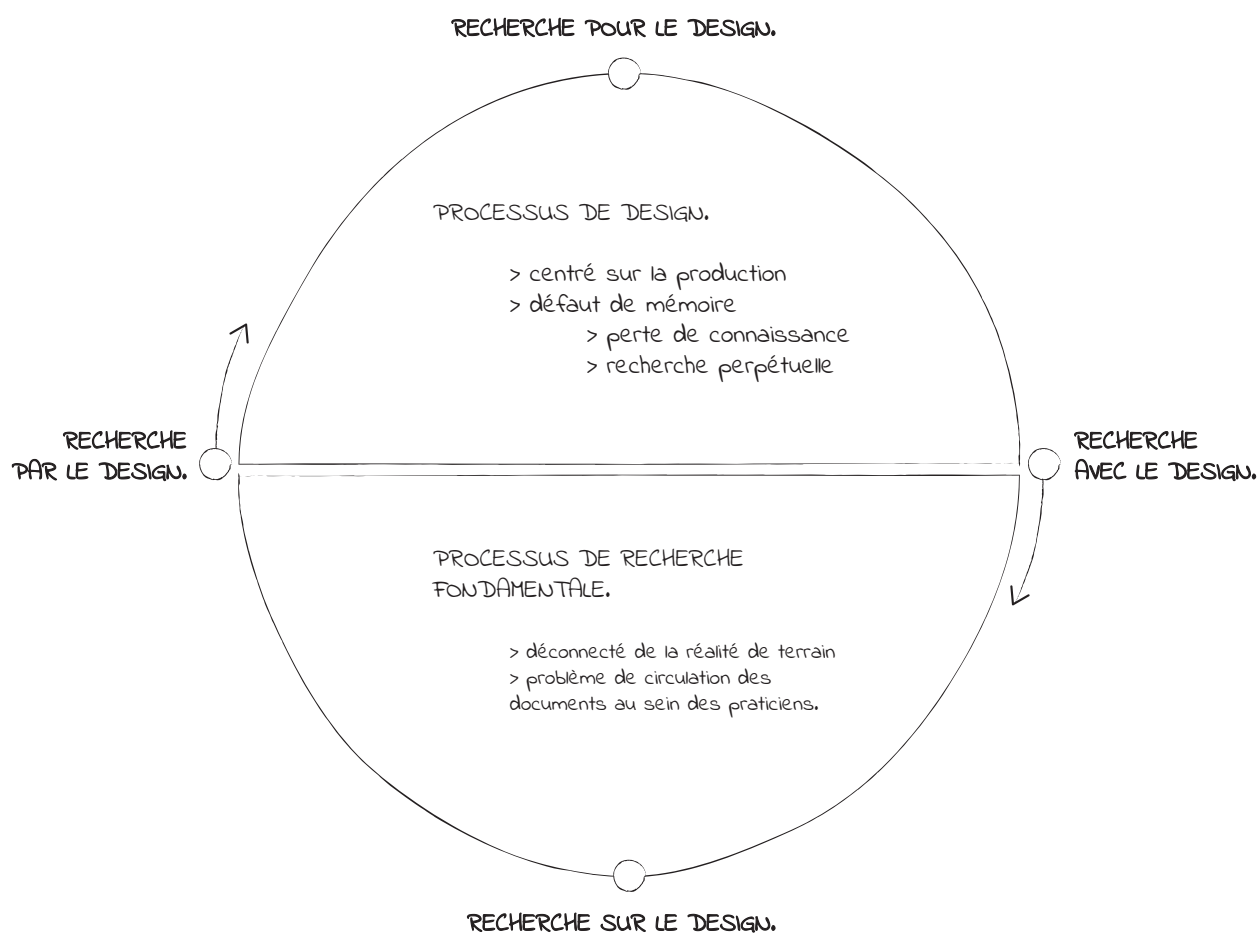 RECHERCHE POUR LE DESIGN.
PROCESSUS DE DESIGN.
> centré sur la production
> défaut de mémoire
> perte de connaissance
> recherche perpétuelle
RECHERCHE
PAR LE DESIGN.
RECHERCHE
AVEC LE DESIGN.
PROCESSUS DE RECHERCHE
FONDAMENTALE.
> déconnecté de la réalité de terrain
> problème de circulation des
documents au sein des praticiens.
RECHERCHE SUR LE DESIGN.